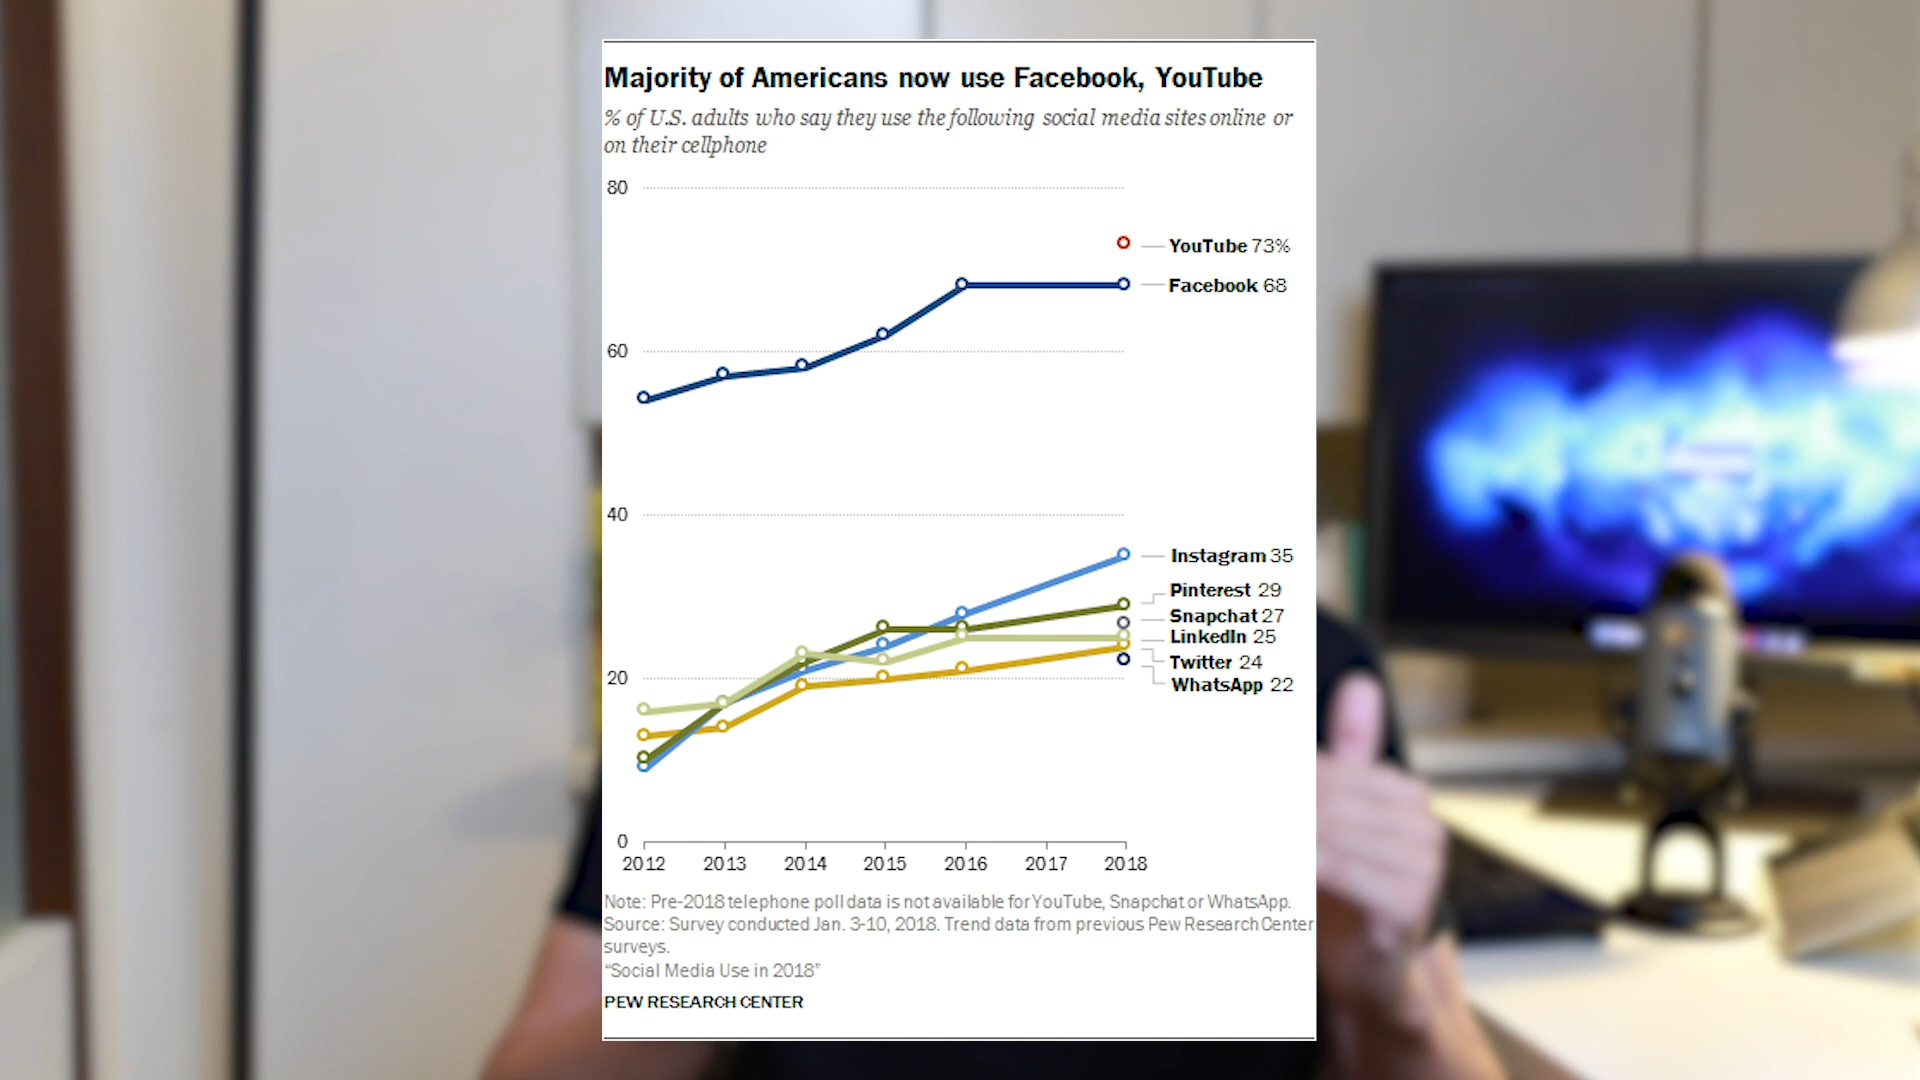 Majority of Americans now use Facebook, YouTube
% of U.S. adults who say they use the following social media sites online or
on their cellphone
80
YouTube 73%
Facebook 68
60
40
Instagram 35
Pinterest 29
Snapchat 27
LinkedIn 25
Twitter 24
WhatsApp 22
20
0
2012 2013 2014 2015 2016 2017 2018
Note: Pre-2018 telephone poll data is not available for YouTube, Snapchat or WhatsApp.
Source: Survey conducted Jan. 3-10, 2018. Trend data from previous Pew Research Center
surveys.
“Social Media Use in 2018”
PEW RESEARCH CENTER